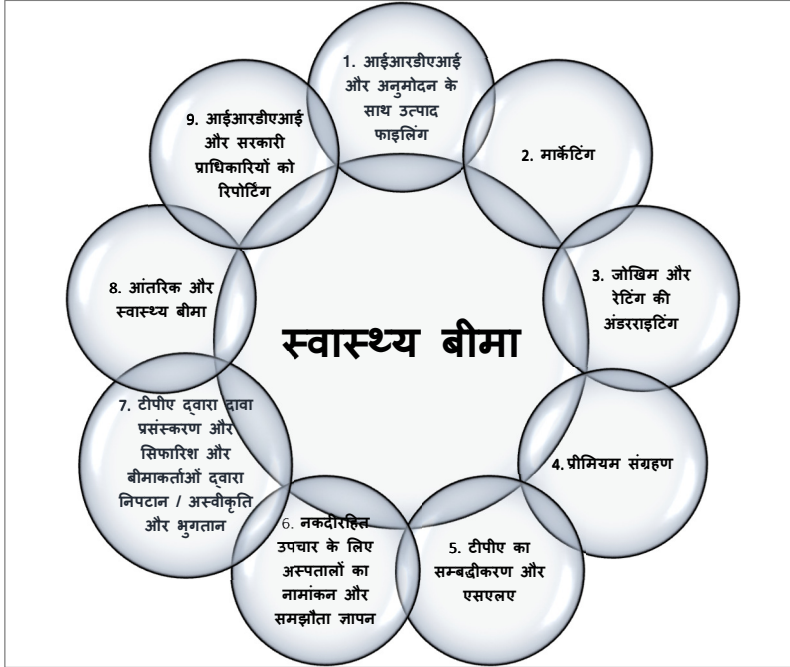 1. आईआरडीएआई
और अनुमोदन के
साथ उत्पाद
फाइलिंग
2. मार्केटिंग
3. जोखिम और
रेटिंग की
अंडरराइटिंग
4. प्रीमियम संग्रहण
5. टीपीए का
सम्बद्धीकरण और
एसएलए
6. नकदीरहित
उपचार के लिए
अस्पतालों का
नामांकन और
समझौता ज्ञापन
7. टीपीए द्वारा दावा
प्रसंस्करण और
सिफारिश और
बीमाकर्ताओं द्वारा
निपटान / अस्वीकृति
और भुगतान
8. आंतरिक और
स्वास्थ्य बीमा
9. आईआरडीएआई
और सरकारी
प्राधिकारियों को
रिपोर्टिंग
स्वास्थ्य बीमा